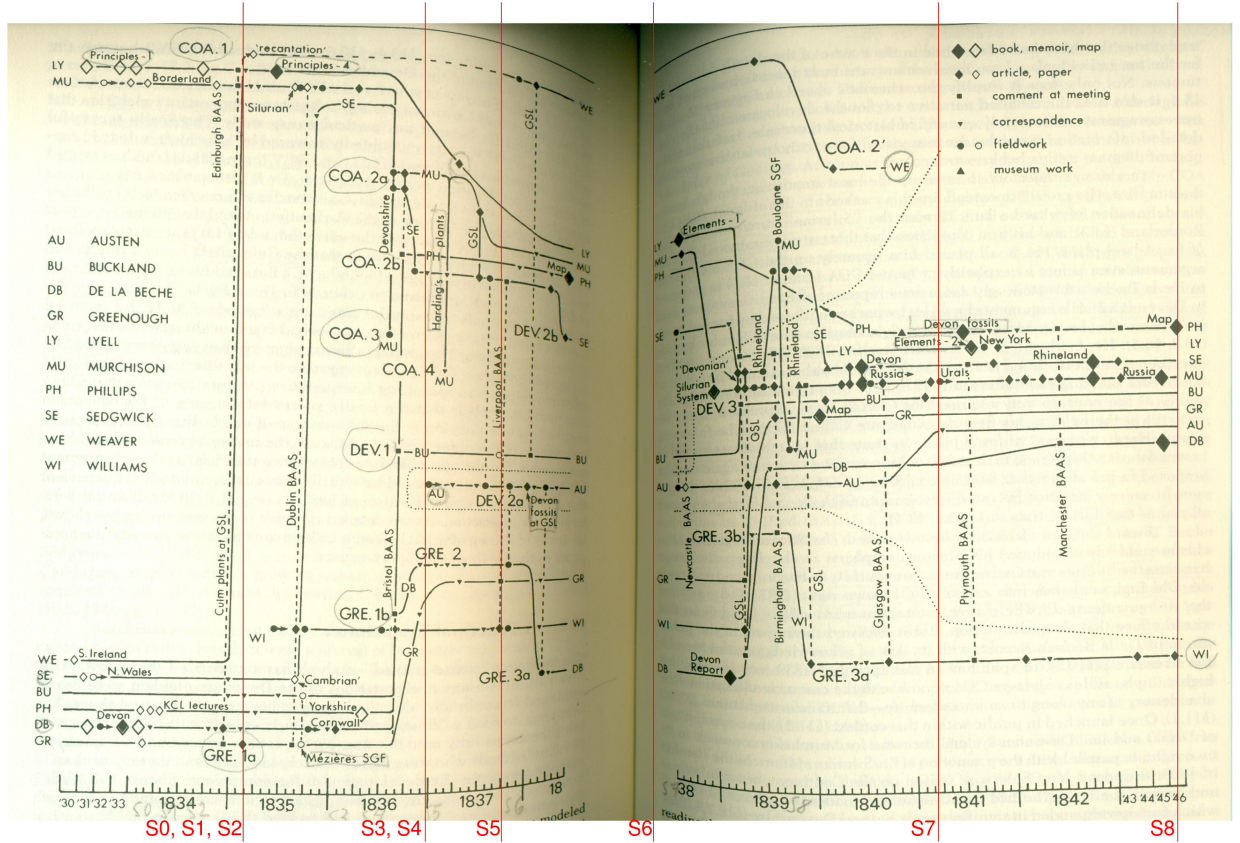 COA. 1
'recantation'
Principles - 1
LY
Principles - 4
MU
Borderland
'Silurian'
SE
WE
Edinburgh BAAS
GSL
COA. 2a
MU
Devonshire
SE
PH
COA. 2b
Harding's plants
GSL
LY
MU
Map
PH
COA. 3
MU
DEV. 2b
SE
COA. 4
MU
Liverpool BAAS
AU AUSTEN
BU BUCKLAND
DB DE LA BECHE
GR GREENOUGH
LY LYELL
MU MURCHISON
PH PHILLIPS
SE SEDGWICK
WE WEAVER
WI WILLIAMS
DEV. 1
BU
BU
AU
DEV. 2a
Devon
fossils
at GSL
AU
Culm plants at GSL
Dublin BAAS
Bristol BAAS
GRE. 2
DB
GR
GRE. 1b
WI
WI
GR
GRE. 3a
DB
WE
S. Ireland
SE
N. Wales
'Cambrian'
BU
PH
KCL lectures
Yorkshire
DB
Devon
Cornwall
GR
GRE. 1a
Mézières SGF
'30 '31 '32 '33
1834
1835
1836
1837
18
modeled
book, memoir, map
article, paper
comment at meeting
correspondence
fieldwork
museum work
WE
COA. 2'
WE
Elements - 1
Boulogne SGF
LY
MU
MU
PH
SE
Rhineland
Rhineland
SE
PH
Devon fossils
Map
PH
Elements - 2
New York
LY
LY
'Devonian'
Devon
Rhineland
SE
Silurian
System
Russia
Urals
Russia
MU
DEV. 3
BU
BU
Map
GR
GR
GSL
AU
MU
DB
DB
BU
AU
AU
Newcastle BAAS
GRE. 3b
GSL
Birmingham BAAS
GSL
Glasgow BAAS
Plymouth BAAS
Manchester BAAS
GR
WI
WI
DB
Devon
Report
GRE. 3a'
WI
38
1839
1840
1841
1842
'43 '44 '45 '46
S0, S1, S2
S3, S4
S5
S6
S7
S8